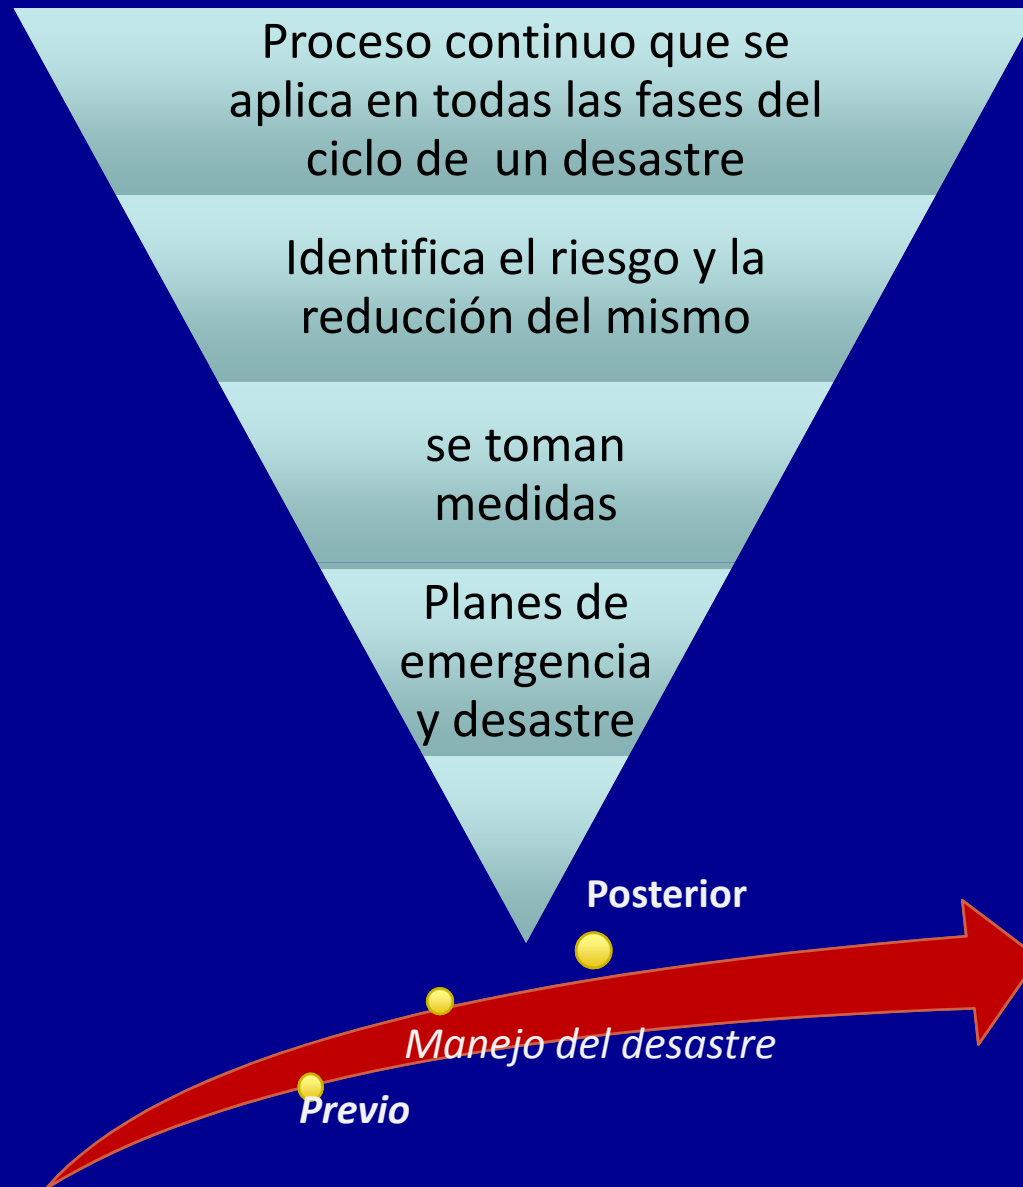 Proceso continuo que se
aplica en todas las fases del
ciclo de un desastre
Identifica el riesgo y la
reducción del mismo
se toman
medidas
Planes de
emergencia
y desastre
Posterior
Manejo del desastre
Previo